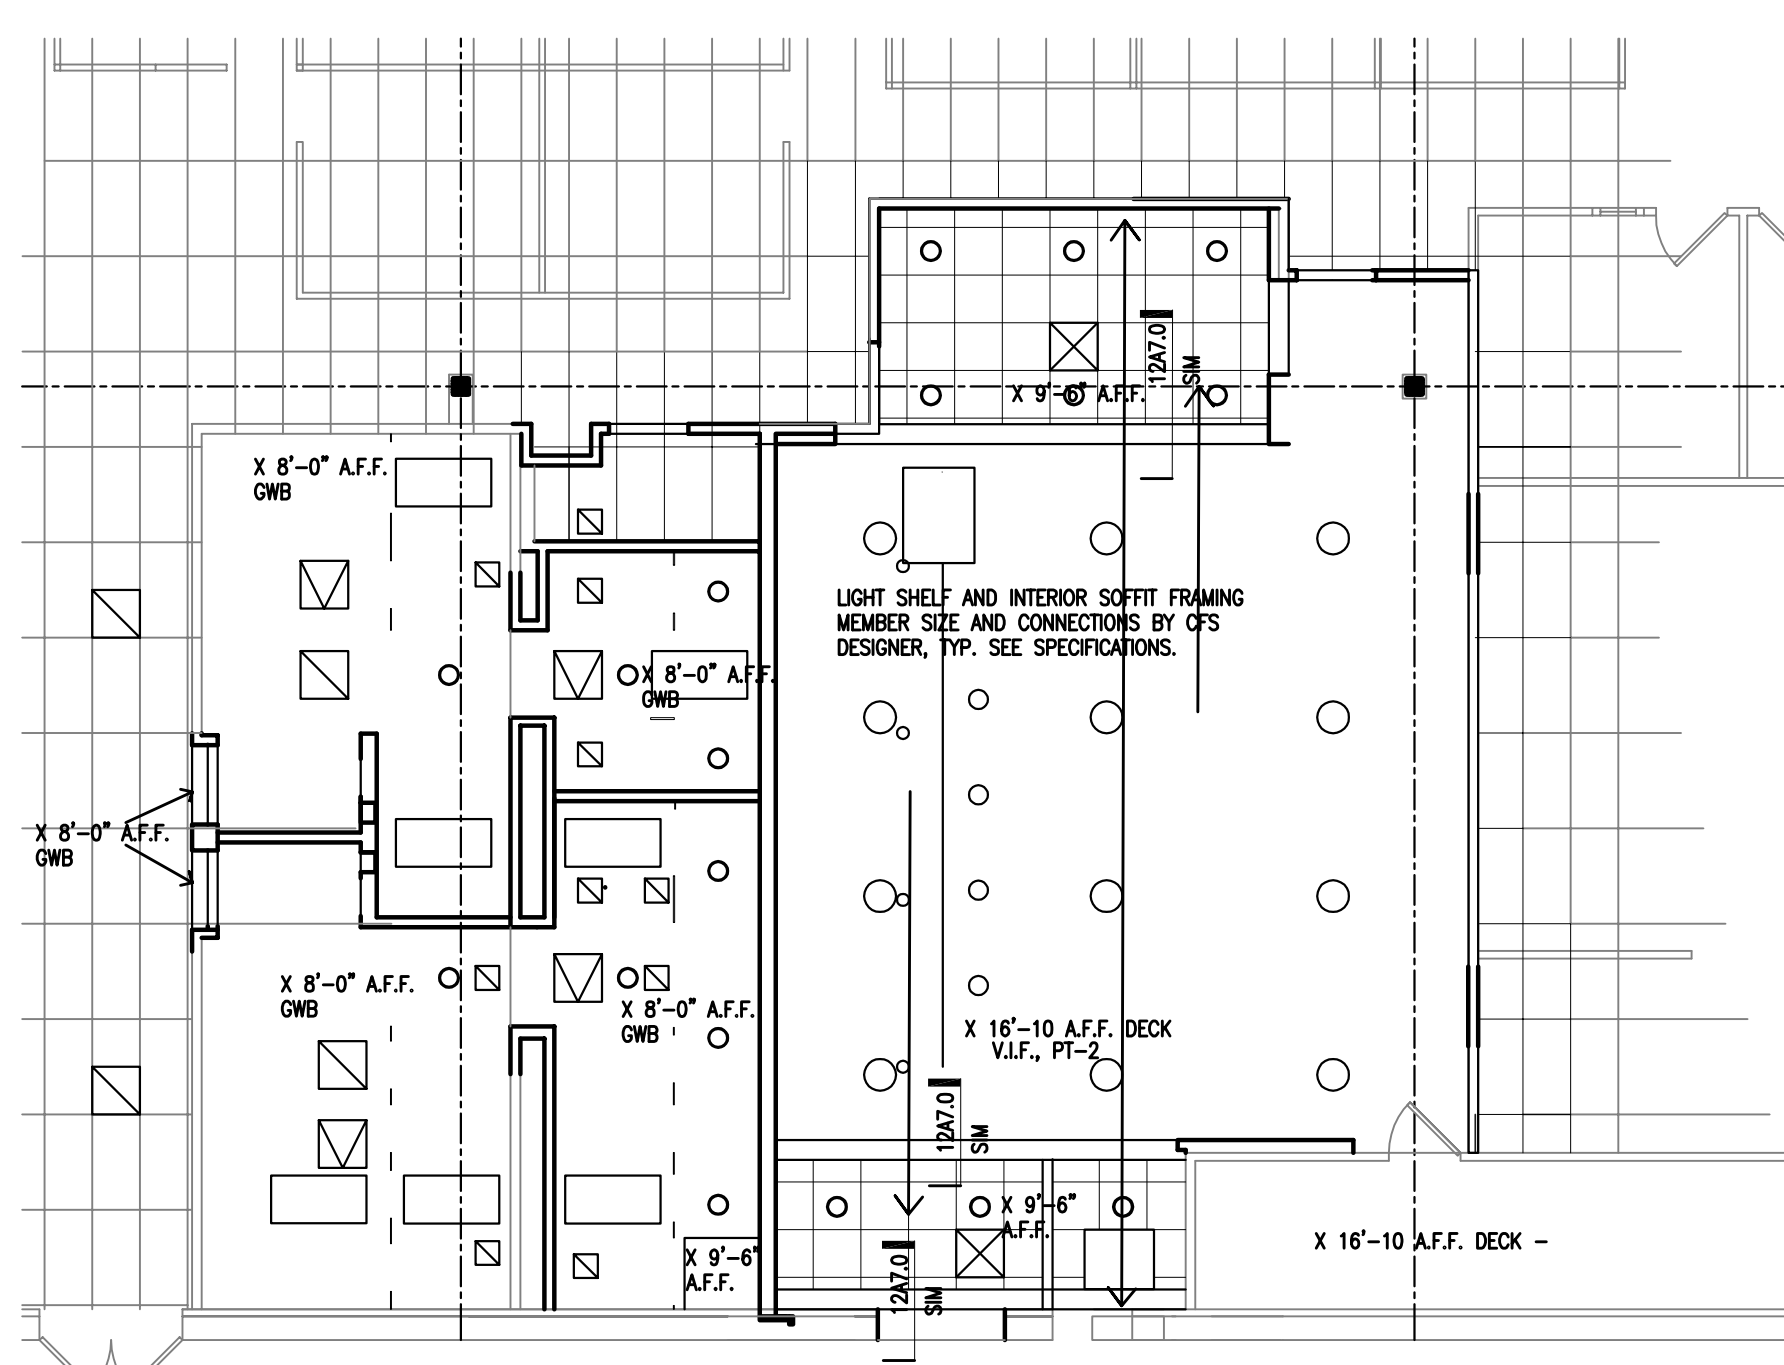 12A7.0
SIM
X 9'-6" A.F.F.
X 8'-0" A.F.F.
GWB
LIGHT SHELF AND INTERIOR SOFFIT FRAMING
MEMBER SIZE AND CONNECTIONS BY CFS
DESIGNER, TYP. SEE SPECIFICATIONS.
X 8'-0" A.F.F.
GWB
X 8'-0" A.F.F.
GWB
X 8'-0" A.F.F.
GWB
X 8'-0" A.F.F.
GWB
X 16'-10 A.F.F. DECK
V.I.F., PT-2
12A7.0
SIM
X 9'-6"
A.F.F.
X 16'-10 A.F.F. DECK -
X 9'-6"
A.F.F.
12A7.0
SIM